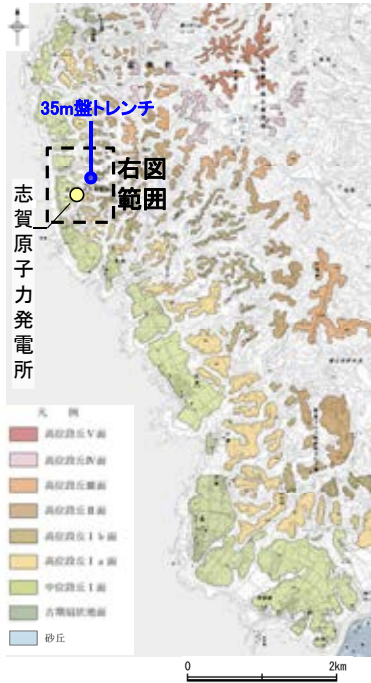 35m盤トレンチ
右図
範囲
志賀原子力発電所
凡 例
高位段丘Ⅴ面
高位段丘Ⅳ面
高位段丘Ⅲ面
高位段丘Ⅱ面
高位段丘Ⅰb面
高位段丘Ⅰa面
中位段丘Ⅰ面
古期扇状地面
砂丘
0 2km